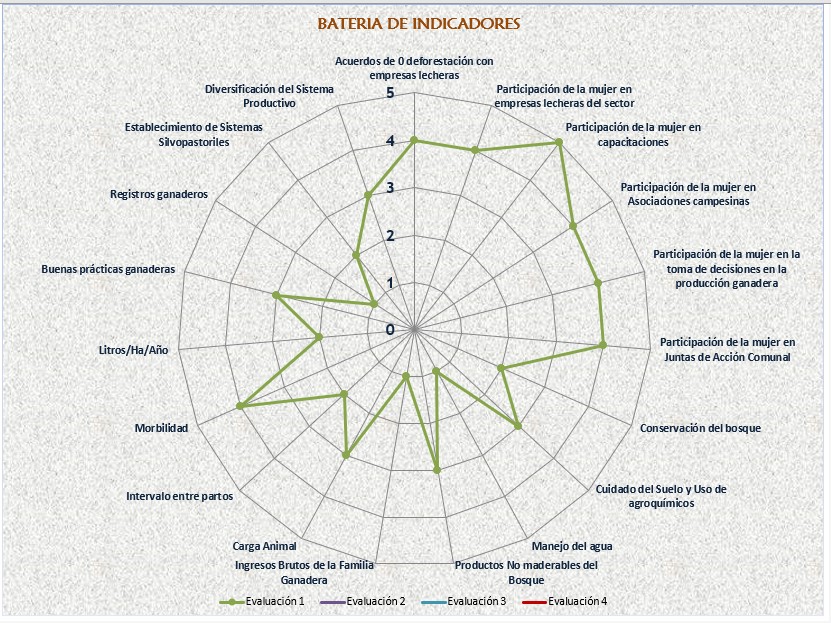 BATERIA DE INDICADORES
Acuerdos de 0 deforestación con
empresas lecheras
Participación de la mujer en
empresas lecheras del sector
Participación de la mujer en
capacitaciones
Participación de la mujer en
Asociaciones campesinas
Participación de la mujer en la
toma de decisiones en la
producción ganadera
Participación de la mujer en
Juntas de Acción Comunal
Conservación del bosque
Cuidado del Suelo y Uso de
agroquímicos
Manejo del agua
Productos No maderables del
Bosque
Ingresos Brutos de la Familia
Ganadera
Carga Animal
Intervalo entre partos
Morbilidad
Litros/Ha/Año
Buenas prácticas ganaderas
Registros ganaderos
Establecimiento de Sistemas
Silvopastoriles
Diversificación del Sistema
Productivo
5
4
3
2
1
0
Evaluación 1 Evaluación 2 Evaluación 3 Evaluación 4